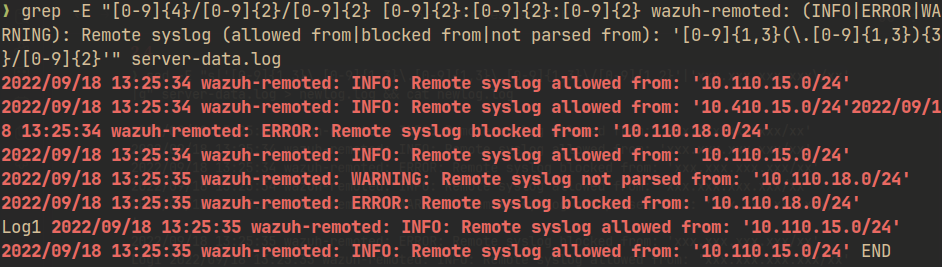 ❯ grep -E "[0-9]{4}/[0-9]{2}/[0-9]{2} [0-9]{2}:[0-9]{2}:[0-9]{2} wazuh-remoted: (INFO|ERROR|WA
RNING): Remote syslog (allowed from|blocked from|not parsed from): '[0-9]{1,3}(\.[0-9]{1,3}){3
}/[0-9]{2}'" server-data.log
2022/09/18 13:25:34 wazuh-remoted: INFO: Remote syslog allowed from: '10.110.15.0/24'
2022/09/18 13:25:34 wazuh-remoted: INFO: Remote syslog allowed from: '10.410.15.0/24'2022/09/1
8 13:25:34 wazuh-remoted: ERROR: Remote syslog blocked from: '10.110.18.0/24'
2022/09/18 13:25:34 wazuh-remoted: INFO: Remote syslog allowed from: '10.110.15.0/24'
2022/09/18 13:25:35 wazuh-remoted: WARNING: Remote syslog not parsed from: '10.110.18.0/24'
2022/09/18 13:25:35 wazuh-remoted: ERROR: Remote syslog blocked from: '10.110.18.0/24'
Log1 2022/09/18 13:25:35 wazuh-remoted: INFO: Remote syslog allowed from: '10.110.15.0/24'
2022/09/18 13:25:35 wazuh-remoted: INFO: Remote syslog allowed from: '10.110.15.0/24' END